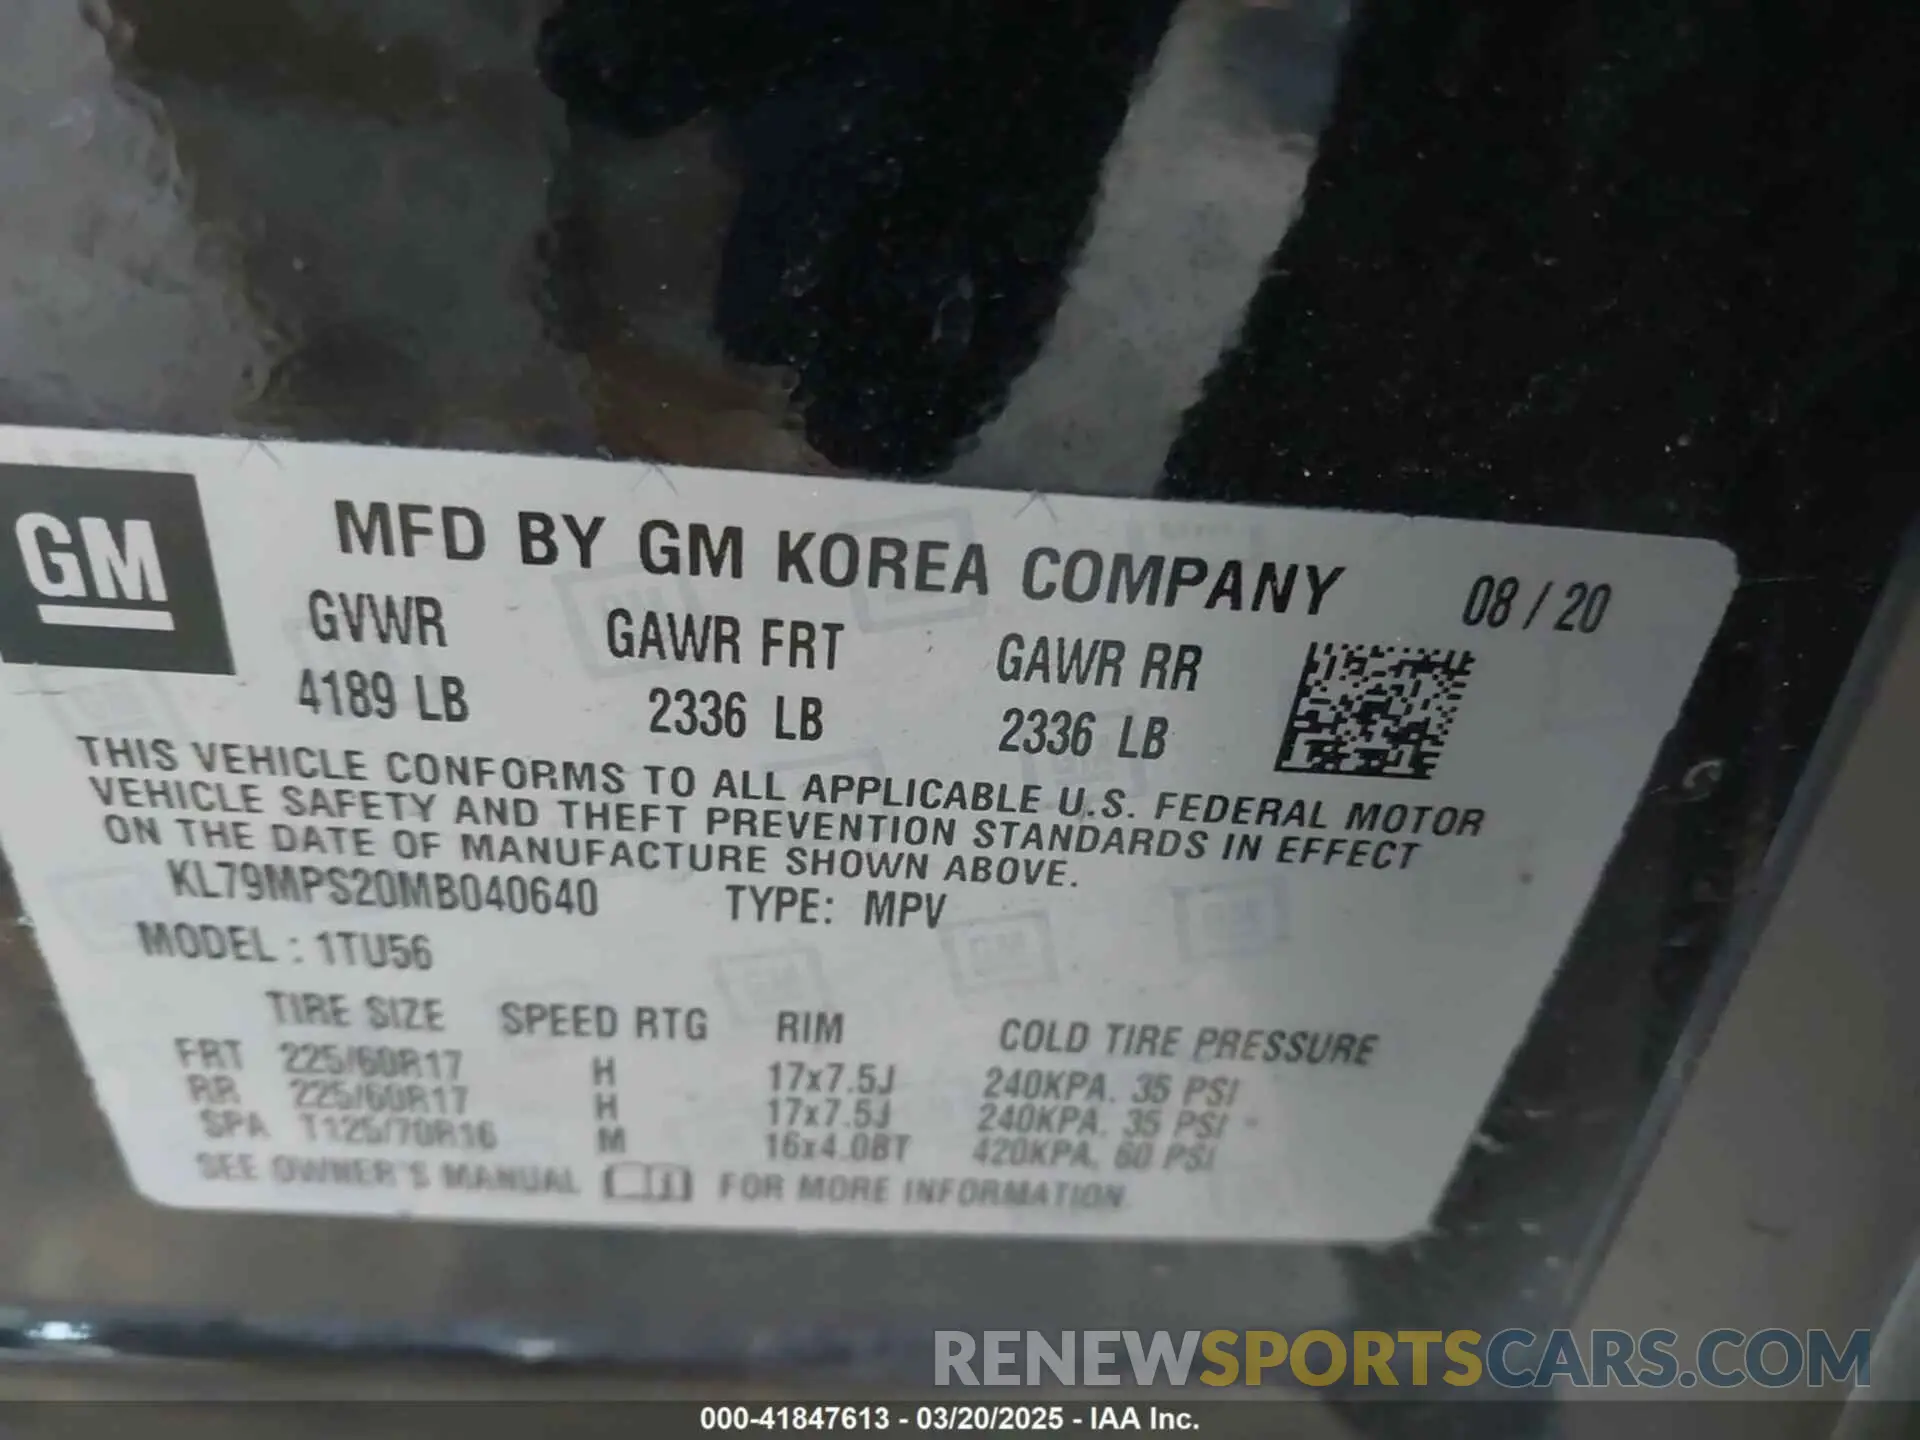 GM
MFD BY GM KOREA COMPANY 08 / 20
GVWR GAWR FRT GAWR RR
4189 LB 2336 LB 2336 LB
THIS VEHICLE CONFORMS TO ALL APPLICABLE U.S. FEDERAL MOTOR
VEHICLE SAFETY AND THEFT PREVENTION STANDARDS IN EFFECT
ON THE DATE OF MANUFACTURE SHOWN ABOVE.
KL79MPS20MB040640 TYPE: MPV
MODEL : 1TU56
TIRE SIZE SPEED RTG RIM COLD TIRE PRESSURE
FRT 225/60R17 H 17x7.5J 240KPA. 35 PSI
RR 225/60R17 H 17x7.5J 240KPA. 35 PSI
SPA T125/70R16 M 16x4.0BT 420KPA. 60 PSI
SEE OWNER'S MANUAL FOR MORE INFORMATION.
RENEWSPORTSCARS.COM
000-41847613 - 03/20/2025 - IAA Inc.